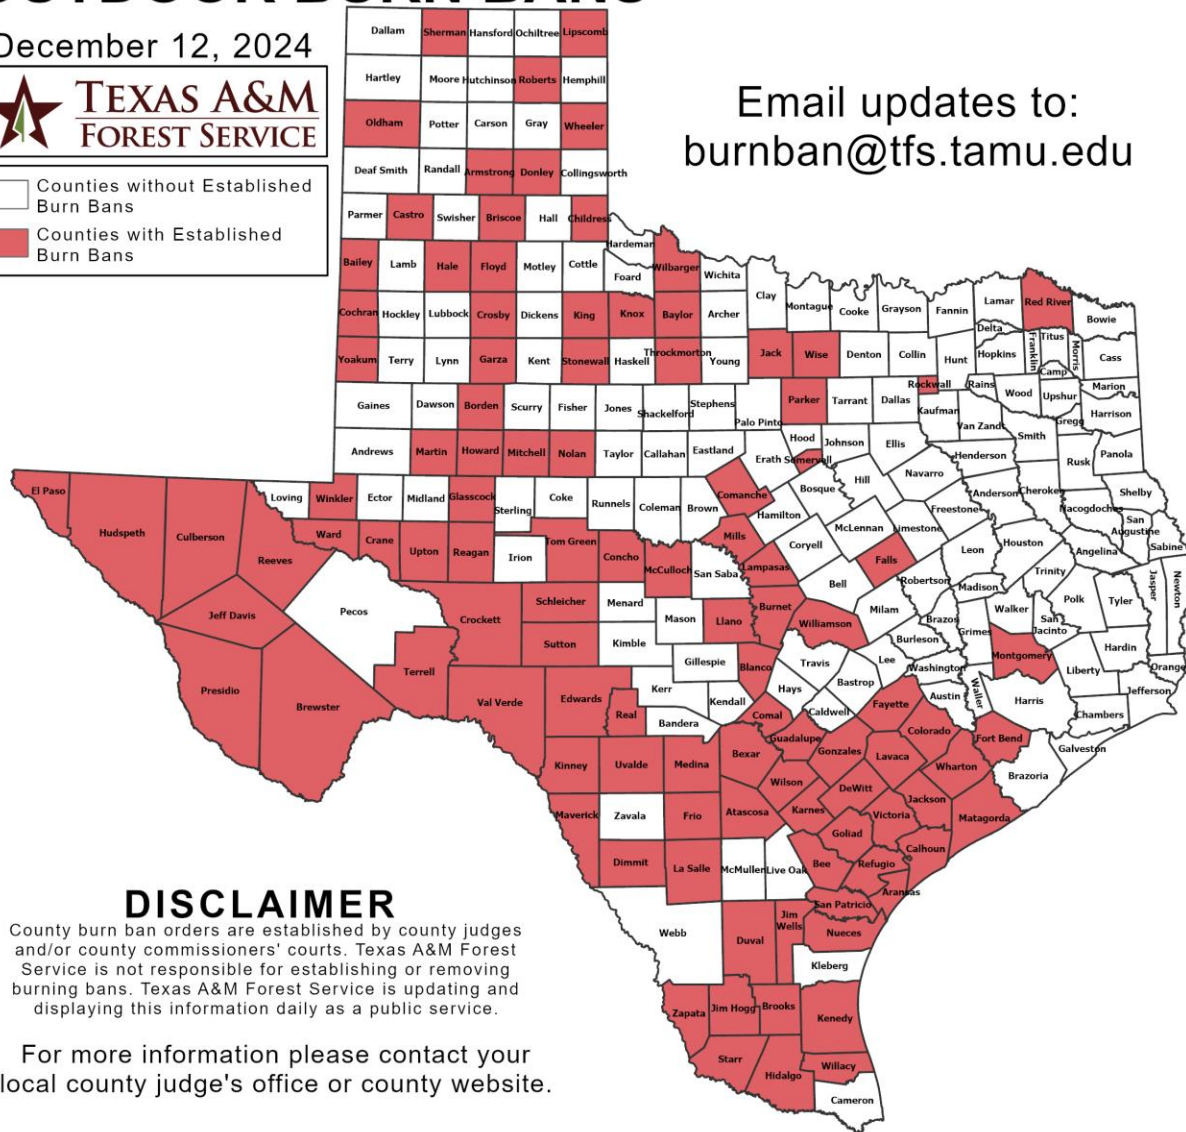 OUTDOOR BURN BANS
December 12, 2024
TEXAS A&M
FOREST SERVICE
Counties without Established
Burn Bans
Counties with Established
Burn Bans
Email updates to:
burnban@tfs.tamu.edu
Dallam Sherman Hansford Ochiltree Lipscomb
Hartley Moore Hutchinson Roberts Hemphill
Oldham Potter Carson Gray Wheeler
Deaf Smith Randall Armstrong Donley Collingsworth
Parmer Castro Swisher Briscoe Hall Childress
Hardeman
Bailey Lamb Hale Floyd Motley Cottle Foard Wilbarger Wichita
Clay Montague Cooke Grayson Fannin Lamar Red River Bowie
Cochran Hockley Lubbock Crosby Dickens King Knox Baylor Archer
Delta Franklin Titus Morris Cass
Yoakum Terry Lynn Garza Kent Stonewall Haskell Throckmorton Young Jack Wise Denton Collin Hunt Hopkins Camp
Rockwall Rains Wood Upshur Marion
Gaines Dawson Borden Scurry Fisher Jones Shackelford Stephens Palo Pinto Parker Tarrant Dallas Kaufman Van Zandt Gregg Harrison
Andrews Martin Howard Mitchell Nolan Taylor Callahan Eastland Erath Hood Somervell Johnson Ellis Henderson Smith Rusk Panola
El Paso Loving Winkler Ector Midland Glasscock Sterling Coke Runnels Coleman Brown Comanche Hamilton Bosque Hill Navarro Freestone Anderson Cherokee Nacogdoches Shelby
San
Augustine
Sabine
Hudspeth Culberson Reeves Ward Crane Upton Reagan Irion Tom Green Concho McCulloch San Saba Mills Lampasas Coryell McLennan Limestone Falls Leon Houston Angelina Trinity
Jeff Davis Pecos Crockett Schleicher Menard Mason Llano Burnet Bell Williamson Milam Robertson Brazos Madison Grimes Walker
San
Jacinto
Polk Tyler Jasper Newton
Presidio Brewster Terrell Sutton Kimble Gillespie Blanco Travis Lee Burleson Washington Montgomery Liberty Hardin Orange
Val Verde Edwards Real Kerr Bandera Kendall Comal Hays Caldwell Bastrop Fayette Austin Waller Harris Chambers Jefferson
Kinney Uvalde Medina Bexar Guadalupe Gonzales Lavaca Colorado Wharton Fort Bend Brazoria Galveston
Maverick Zavala Frio Atascosa Wilson Karnes DeWitt Victoria Jackson Matagorda
Dimmit La Salle McMullen Live Oak Bee Goliad Refugio Calhoun Aransas
Webb Duval
Jim
Wells
San Patricio Nueces
Kleberg
Zapata Jim Hogg Brooks Kenedy
Starr Hidalgo Willacy
Cameron
DISCLAIMER
County burn ban orders are established by county judges
and/or county commissioners' courts. Texas A&M Forest
Service is not responsible for establishing or removing
burning bans. Texas A&M Forest Service is updating and
displaying this information daily as a public service.
For more information please contact your
local county judge's office or county website.